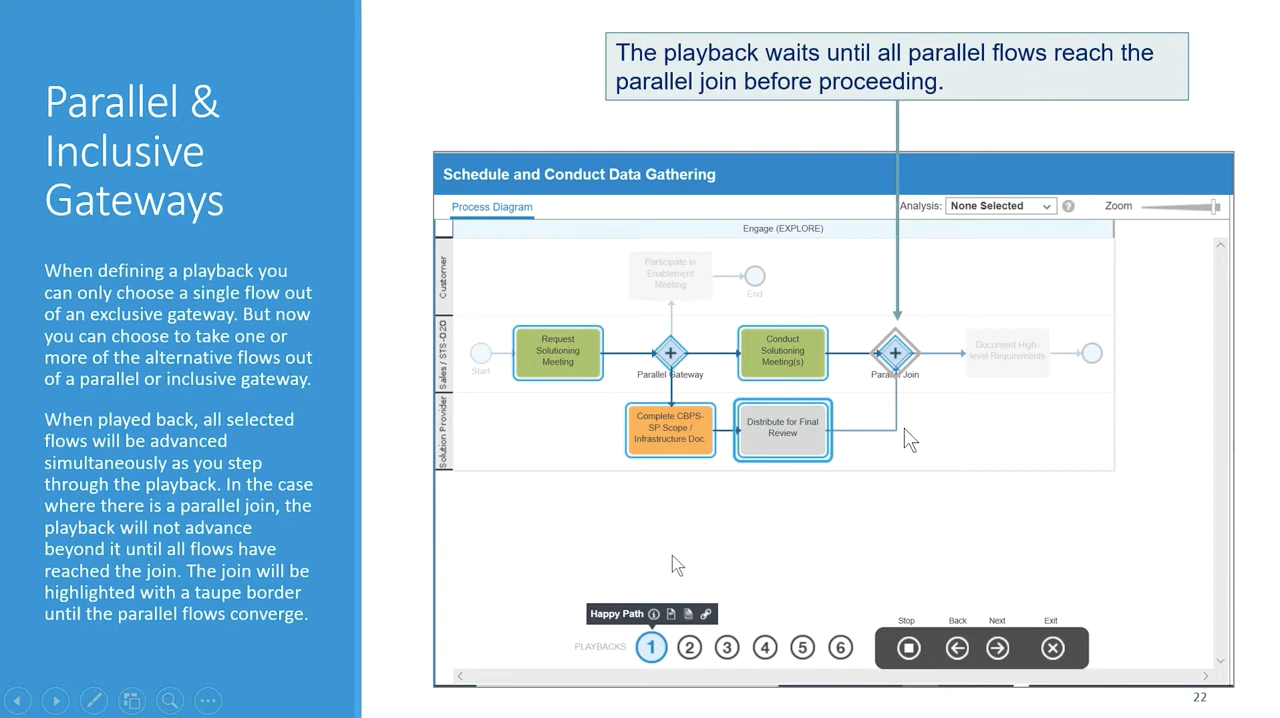 Parallel &
Inclusive
Gateways
When defining a playback you
can only choose a single flow out
of an exclusive gateway. But now
you can choose to take one or
more of the alternative flows out
of a parallel or inclusive gateway.
When played back, all selected
flows will be advanced
simultaneously as you step
through the playback. In the case
where there is a parallel join, the
playback will not advance
beyond it until all flows have
reached the join. The join will be
highlighted with a taupe border
until the parallel flows converge.
The playback waits until all parallel flows reach the
parallel join before proceeding.
Schedule and Conduct Data Gathering
Process Diagram
Analysis: None Selected
Zoom
Engage (EXPLORE)
Customer
Participate in
Enablement
Meeting
End
Sales / STS-O2O
Start
Request
Solutioning
Meeting
Parallel Gateway
Conduct
Solutioning
Meeting(s)
Parallel Join
Document High-
level Requirements
Solution Provider
Complete CBPS-
SP Scope /
Infrastructure Doc
Distribute for Final
Review
Happy Path
PLAYBACKS 1 2 3 4 5 6
Stop Back Next Exit
22